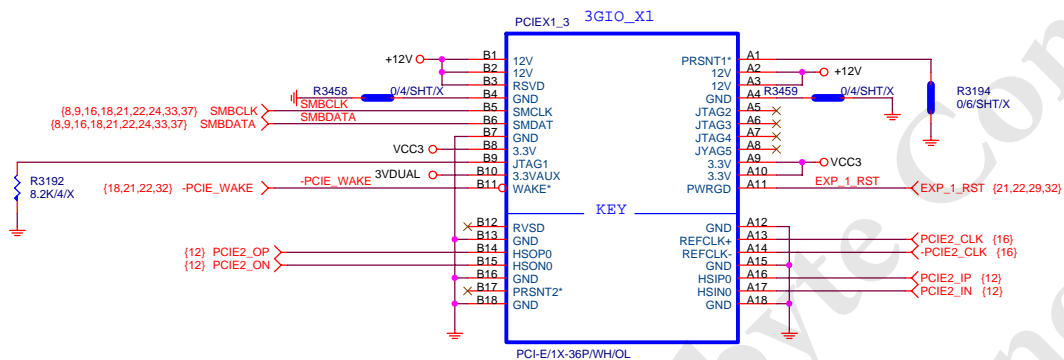 3GIO_X1
PCIEX1_3
+12V
B1 12V PRSNT1* A1
B2 12V 12V A2 +12V
B3 RSVD 12V A3
R3458 0/4/SHT/X B4 GND GND A4 R3459 0/4/SHT/X R3194
0/6/SHT/X
{8,9,16,18,21,22,24,33,37} SMBCLK SMBCLK B5 SMCLK JTAG2 A5
{8,9,16,18,21,22,24,33,37} SMBDATA SMBDATA B6 SMDAT JTAG3 A6
B7 GND JTAG4 A7
VCC3 B8 3.3V JYAG5 A8
B9 JTAG1 3.3V A9 VCC3
3VDUAL B10 3.3VAUX 3.3V A10
R3192
8.2K/4/X
{18,21,22,32} -PCIE_WAKE -PCIE_WAKE B11 WAKE* PWRGD A11 EXP_1_RST EXP_1_RST {21,22,29,32}
KEY
B12 RVSD GND A12
B13 GND REFCLK+ A13 PCIE2_CLK {16}
{12} PCIE2_OP B14 HSOP0 REFCLK- A14 -PCIE2_CLK {16}
{12} PCIE2_ON B15 HSON0 GND A15
B16 GND HSIP0 A16 PCIE2_IP {12}
B17 PRSNT2* HSIN0 A17 PCIE2_IN {12}
B18 GND GND A18
PCI-E/1X-36P/WH/OL